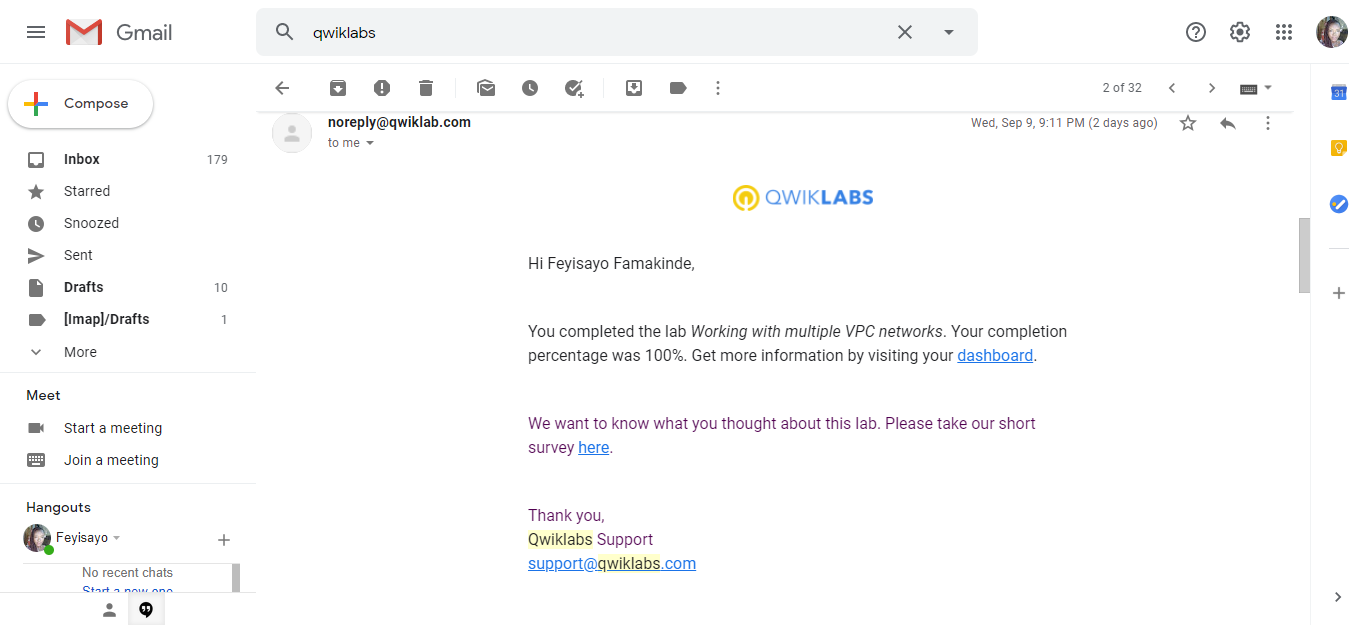 Gmail
qwiklabs
Compose
2 of 32
31
Inbox 179
Starred
Snoozed
Sent
Drafts 10
[Imap]/Drafts 1
More
Meet
Start a meeting
Join a meeting
Hangouts
Feyisayo
No recent chats
Start a new one
noreply@qwiklab.com
Wed, Sep 9, 9:11 PM (2 days ago)
to me
QWIKLABS
Hi Feyisayo Famakinde,
You completed the lab Working with multiple VPC networks. Your completion
percentage was 100%. Get more information by visiting your dashboard.
We want to know what you thought about this lab. Please take our short
survey here.
Thank you,
Qwiklabs Support
support@qwiklabs.com